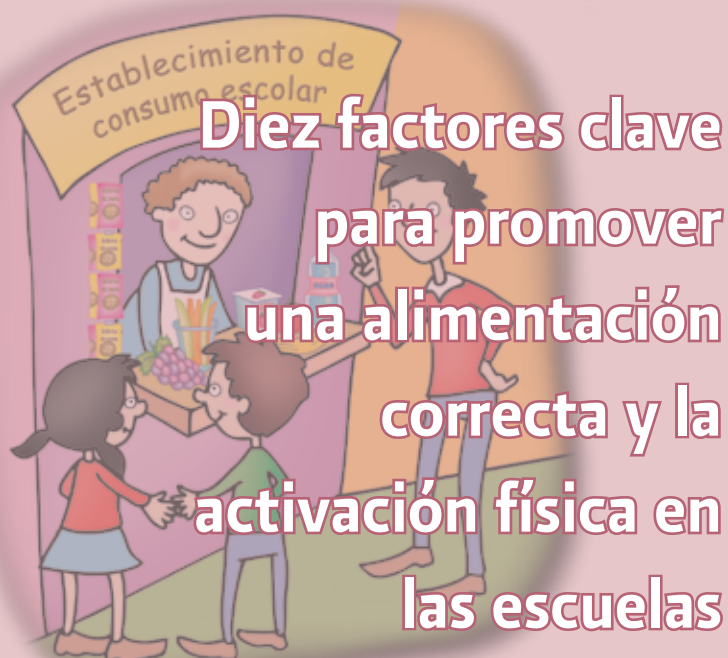 Establecimiento de
consumo escolar
Diez factores clave
para promover
una alimentación
correcta y la
activación física en
las escuelas